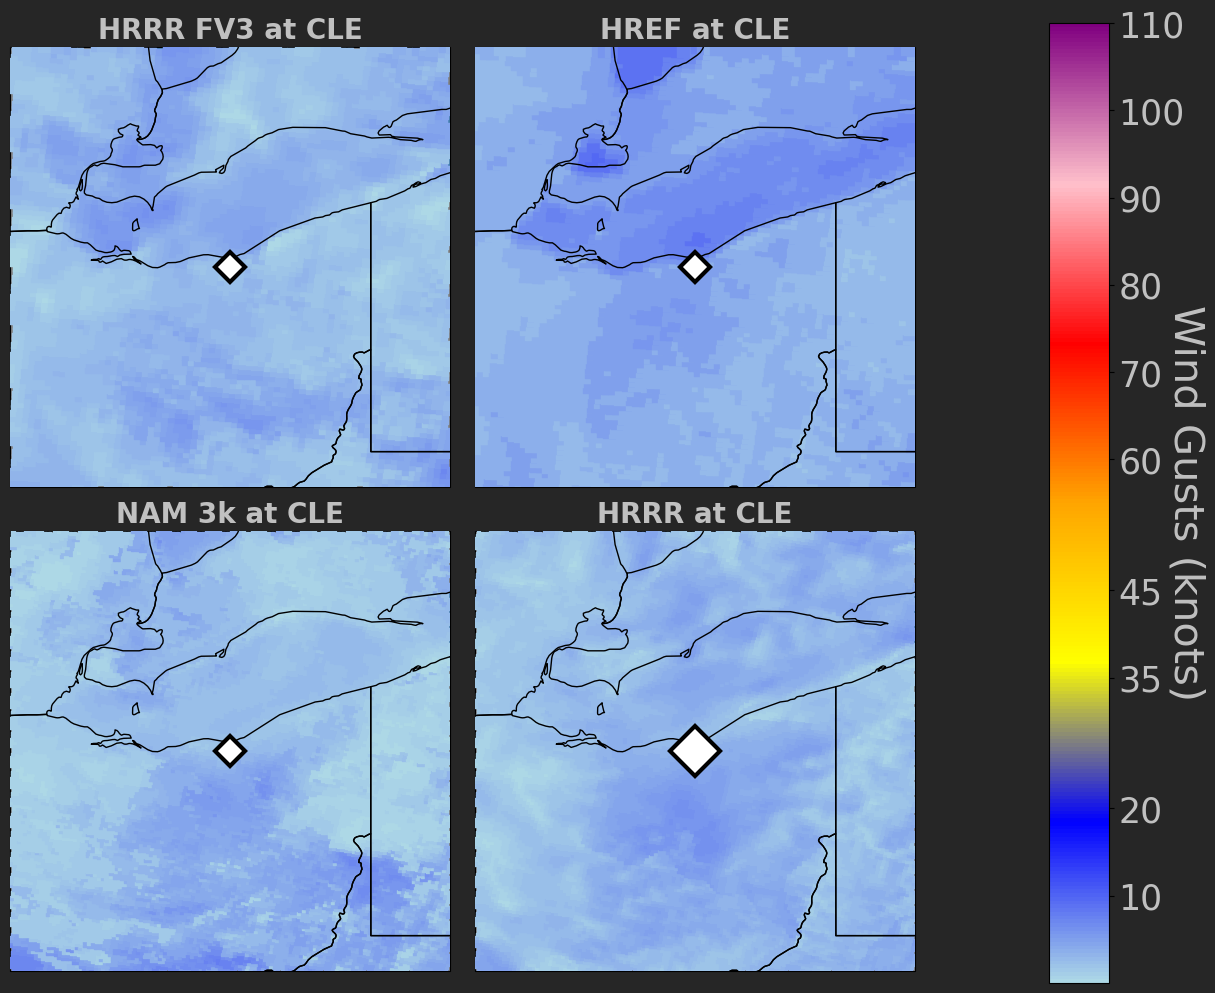 HRRR FV3 at CLE
HREF at CLE
NAM 3k at CLE
HRRR at CLE
110
100
90
80
70
60
45
35
20
10
Wind Gusts (knots)